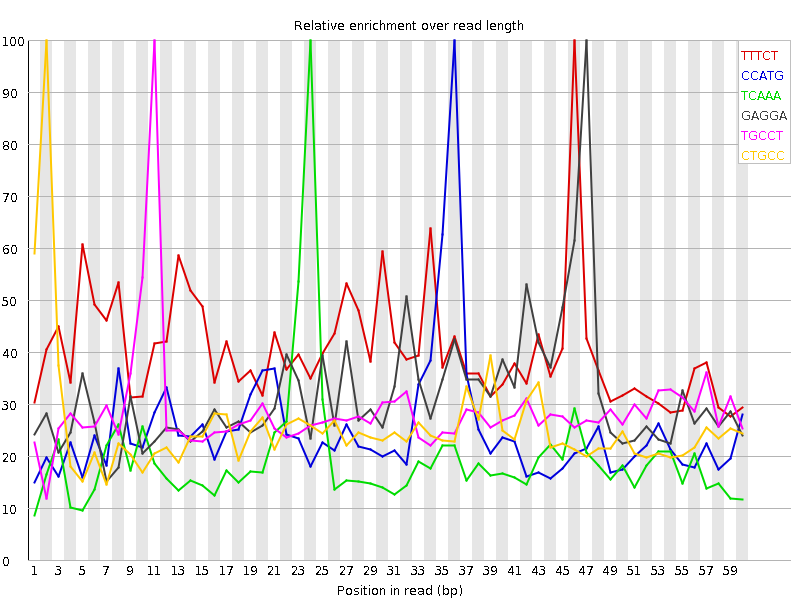 Relative enrichment over read length
100
90
80
70
60
50
40
30
20
10
0
TTTCT
CCATG
TCAAA
GAGGA
TGCCT
CTGCC
1 3 5 7 9 11 13 15 17 19 21 23 25 27 29 31 33 35 37 39 41 43 45 47 49 51 53 55 57 59
Position in read (bp)